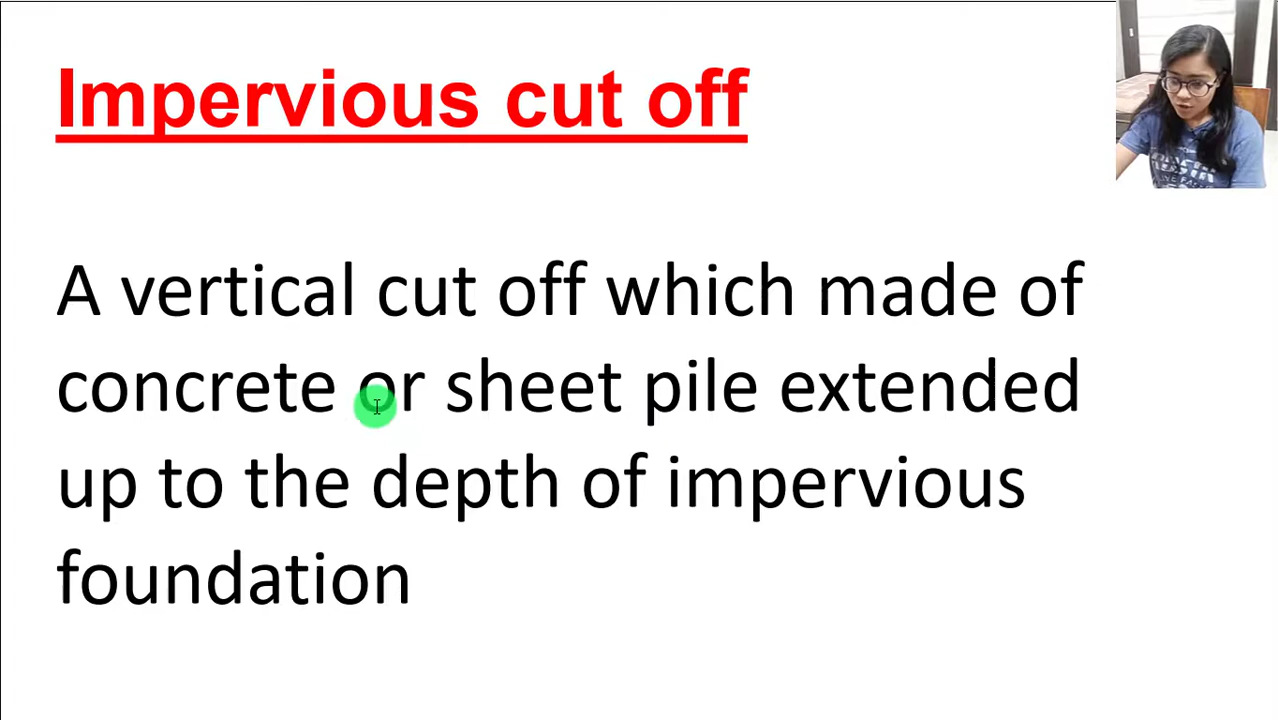 Impervious cut off
A vertical cut off which made of
concrete or sheet pile extended
up to the depth of impervious
foundation